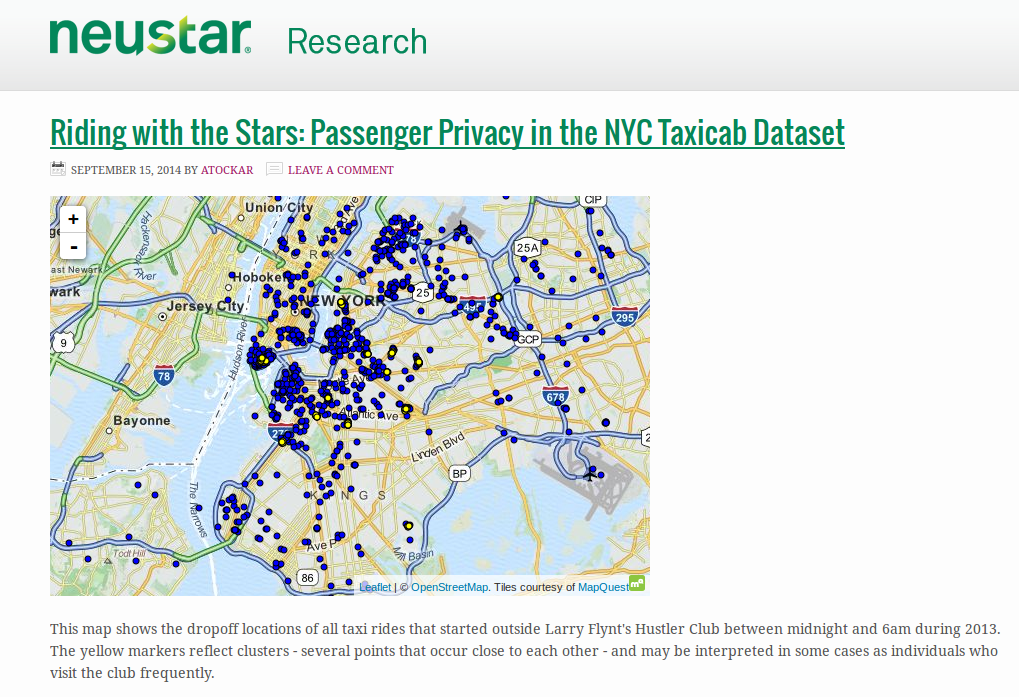 neustar® Research
Riding with the Stars: Passenger Privacy in the NYC Taxicab Dataset
SEPTEMBER 15, 2014 BY ATOCKAR LEAVE A COMMENT
+
-
Union City
CIP
Hackensack
River
25A
ast Newark
Hoboken
wark
NEW YORK
25
495
Jersey City
295
9
GCP
Hudson River
78
678
Atlantic Ave
Bayonne
Linden Blvd
BP
The Narrows
K I N G S
Todt Hill
Ave P
Mill Basin
86
Leaflet | © OpenStreetMap. Tiles courtesy of MapQuest
This map shows the dropoff locations of all taxi rides that started outside Larry Flynt's Hustler Club between midnight and 6am during 2013.
The yellow markers reflect clusters - several points that occur close to each other - and may be interpreted in some cases as individuals who
visit the club frequently.